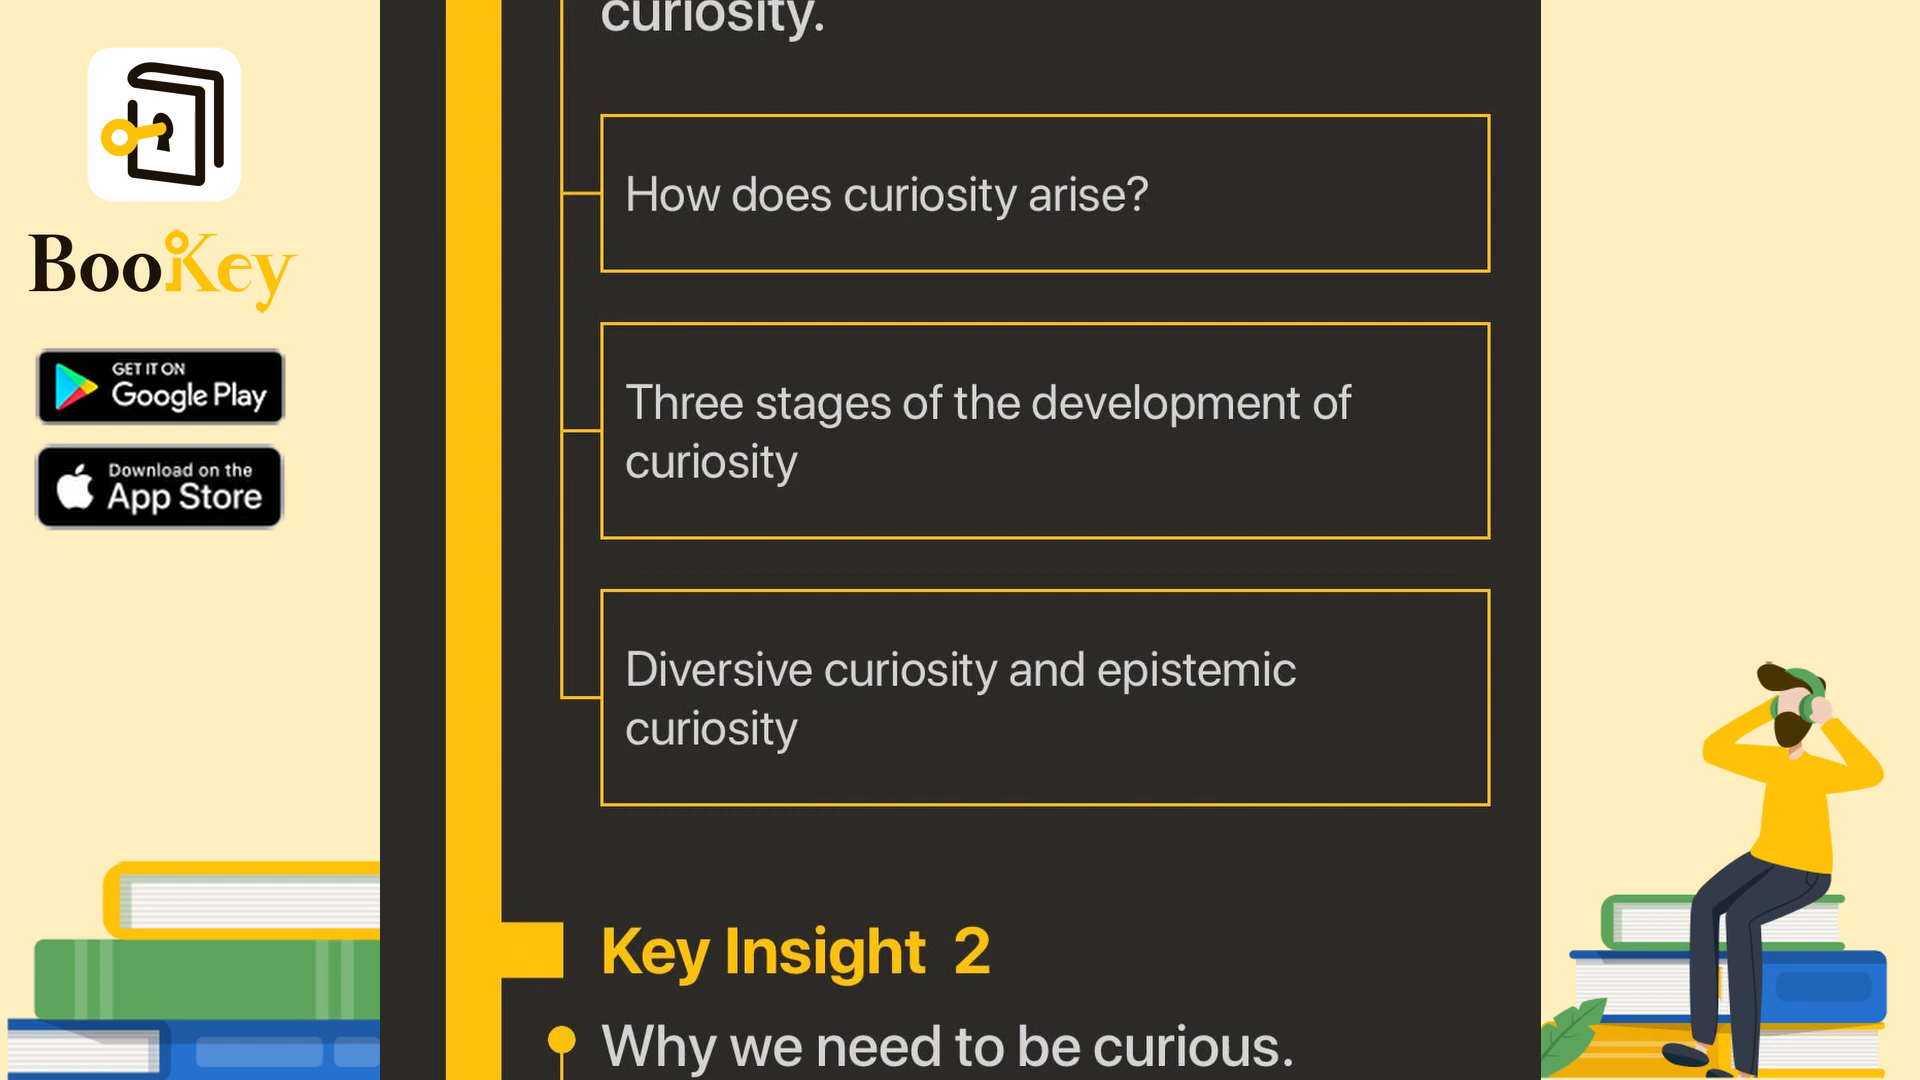 BooKey
GET IT ON
Google Play
Download on the
App Store
curiosity.
How does curiosity arise?
Three stages of the development of
curiosity
Diversive curiosity and epistemic
curiosity
Key Insight 2
Why we need to be curious.